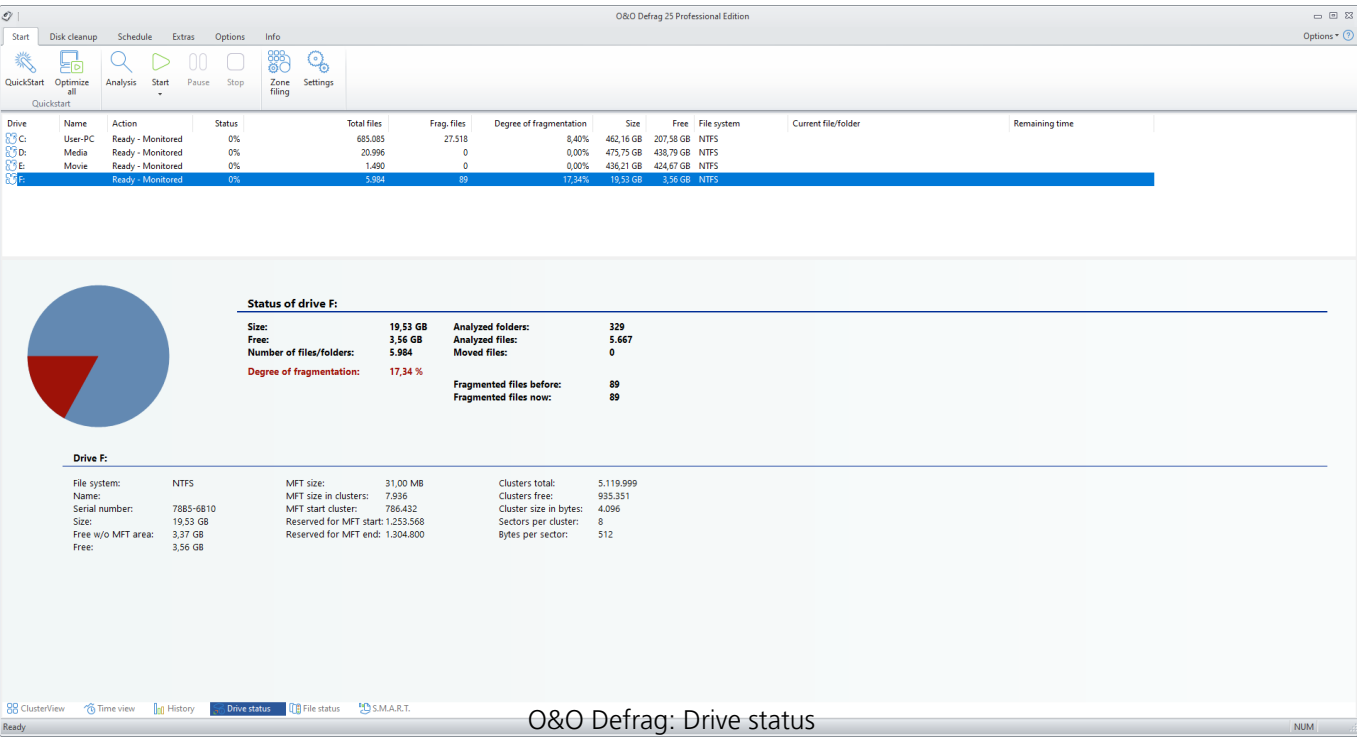 O&O Defrag 25 Professional Edition
Start Disk cleanup Schedule Extras Options Info Options
QuickStart Optimize all Analysis Start Pause Stop Zone filing Settings
Quickstart
Drive Name Action Status Total files Frag. files Degree of fragmentation Size Free File system Current file/folder Remaining time
C: User-PC Ready - Monitored 0% 685.085 27.518 8,40% 462,16 GB 207,58 GB NTFS
D: Media Ready - Monitored 0% 20.996 0 0,00% 475,75 GB 438,79 GB NTFS
E: Movie Ready - Monitored 0% 1.490 0 0,00% 436,21 GB 424,67 GB NTFS
F: Ready - Monitored 0% 5.984 89 17,34% 19,53 GB 3,56 GB NTFS
Status of drive F:
Size: 19,53 GB Analyzed folders: 329
Free: 3,56 GB Analyzed files: 5.667
Number of files/folders: 5.984 Moved files: 0
Degree of fragmentation: 17,34 %
Fragmented files before: 89
Fragmented files now: 89
Drive F:
File system: NTFS MFT size: 31,00 MB Clusters total: 5.119.999
Name: MFT size in clusters: 7.936 Clusters free: 935.351
Serial number: 78B5-6B10 MFT start cluster: 786.432 Cluster size in bytes: 4.096
Size: 19,53 GB Reserved for MFT start: 1.253.568 Sectors per cluster: 8
Free w/o MFT area: 3,37 GB Reserved for MFT end: 1.304.800 Bytes per sector: 512
Free: 3,56 GB
ClusterView Time view History Drive status File status S.M.A.R.T.
O&O Defrag: Drive status
Ready NUM